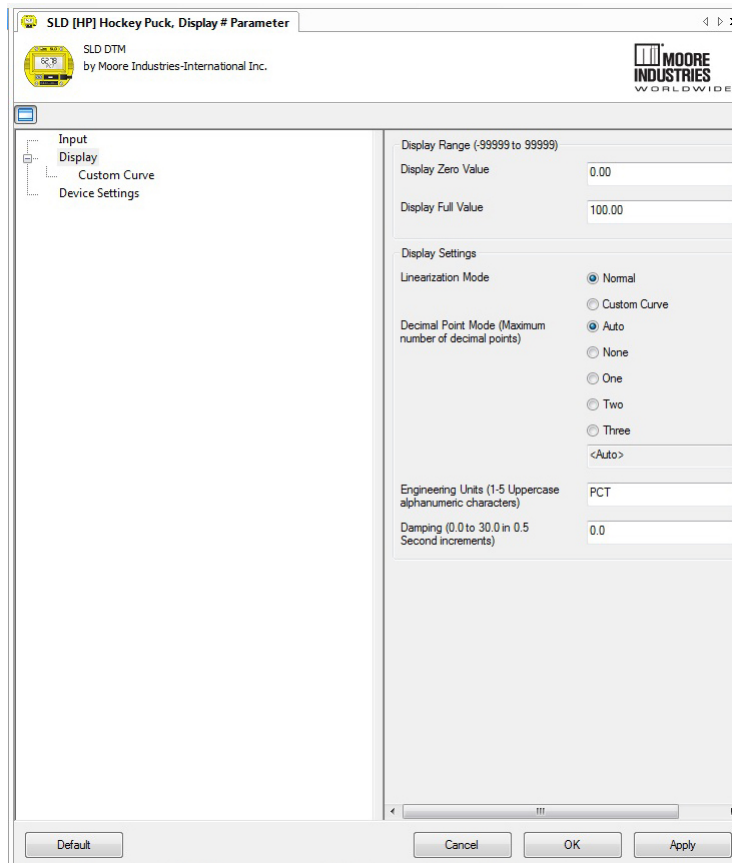 SLD [HP] Hockey Puck, Display # Parameter
SLD DTM
by Moore Industries-International Inc.
MOORE
INDUSTRIES
WORLDWIDE
Input
Display
Custom Curve
Device Settings
Display Range (-99999 to 99999)
Display Zero Value 0.00
Display Full Value 100.00
Display Settings
Linearization Mode Normal
Custom Curve
Decimal Point Mode (Maximum number of decimal points) Auto
None
One
Two
Three
<Auto>
Engineering Units (1-5 Uppercase alphanumeric characters) PCT
Damping (0.0 to 30.0 in 0.5 Second increments) 0.0
Default Cancel OK Apply